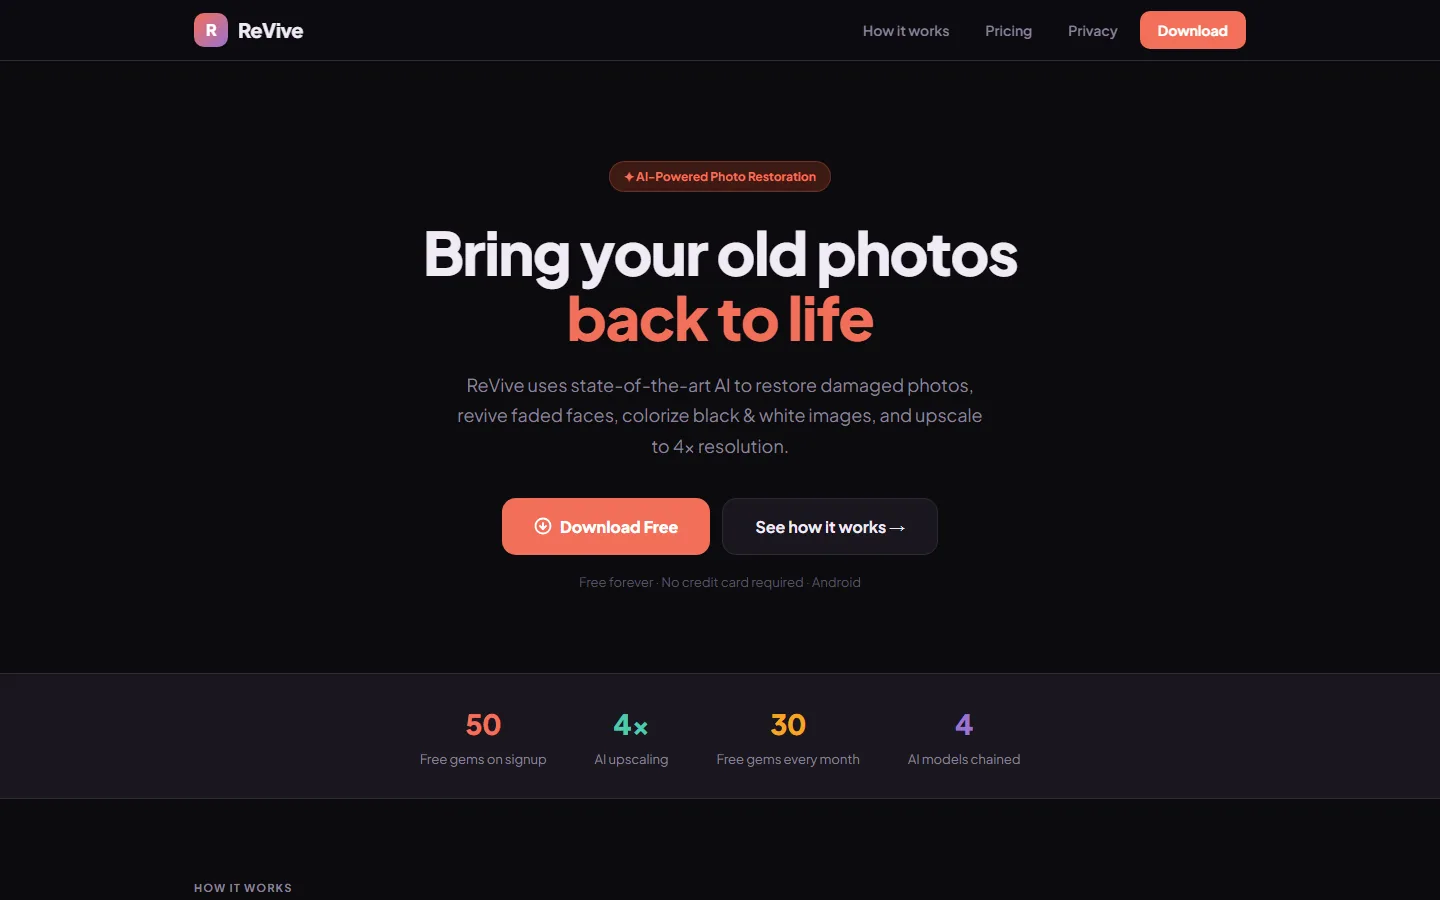 R ReVive
How it works Pricing Privacy Download
✦ AI-Powered Photo Restoration
Bring your old photos
back to life
ReVive uses state-of-the-art AI to restore damaged photos,
revive faded faces, colorize black & white images, and upscale
to 4× resolution.
Download Free
See how it works →
Free forever · No credit card required · Android
50
Free gems on signup
4×
AI upscaling
30
Free gems every month
4
AI models chained
HOW IT WORKS